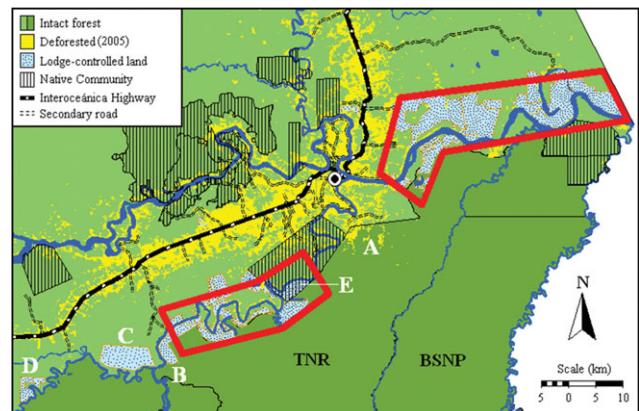 Intact forest
Deforested (2005)
Lodge-controlled land
Native Community
Interoceánica Highway
Secondary road
A
E
C
D
B
TNR
BSNP
N
Scale (km)
5 0 5 10